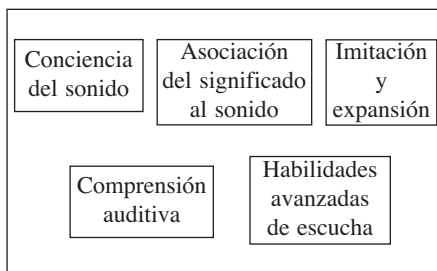 Conciencia
del sonido
Asociación
del significado
al sonido
Imitación
y
expansión
Comprensión
auditiva
Habilidades
avanzadas
de escucha